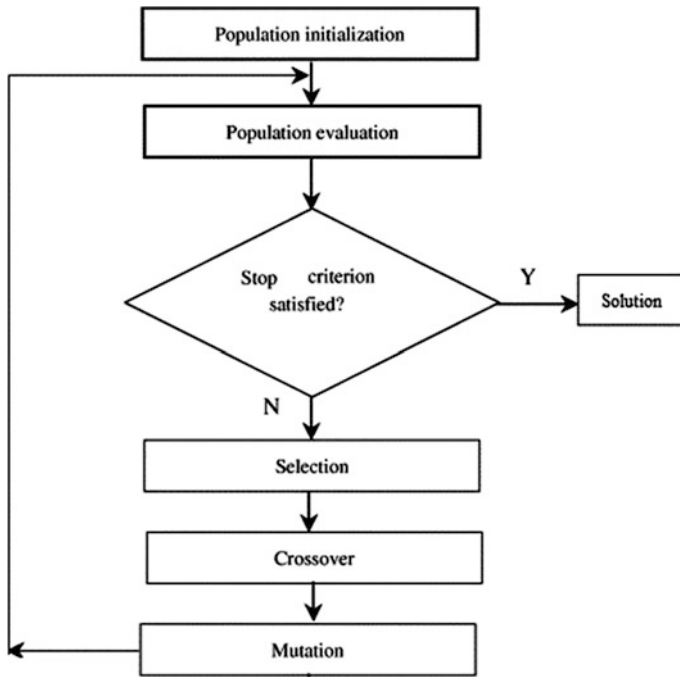 Population initialization
Population evaluation
Stop criterion
satisfied?
Y
Solution
N
Selection
Crossover
Mutation